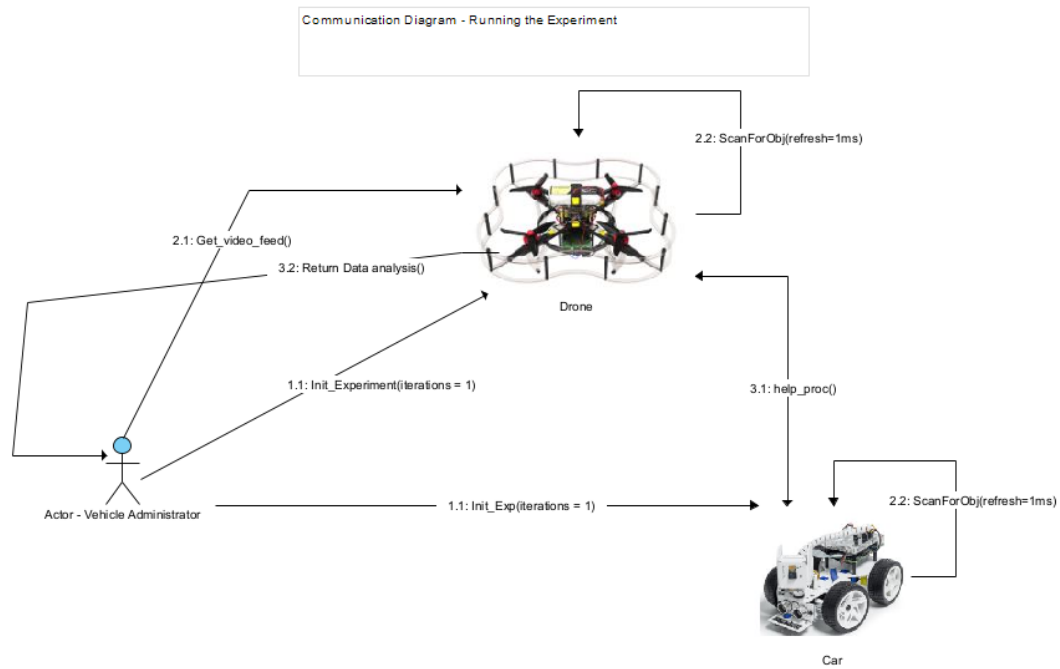 Communication Diagram - Running the Experiment
2.2: ScanForObj(refresh=1ms)
2.1: Get_video_feed()
3.2: Return Data analysis()
Drone
1.1: Init_Experiment(iterations = 1)
3.1: help_proc()
Actor - Vehicle Administrator
1.1: Init_Exp(iterations = 1)
2.2: ScanForObj(refresh=1ms)
Car